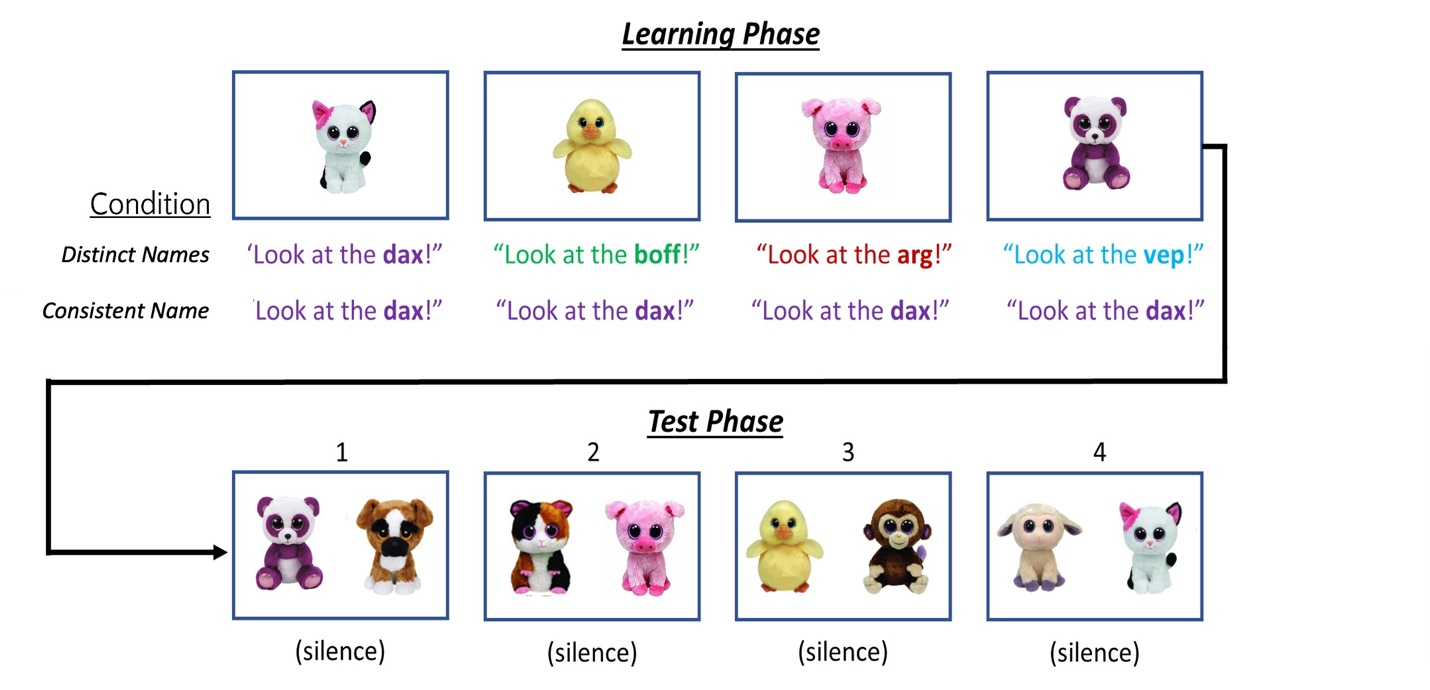 Learning Phase
Condition
Distinct Names ‘Look at the dax!” “Look at the boff!” “Look at the arg!” “Look at the vep!”
Consistent Name ‘Look at the dax!” “Look at the dax!” “Look at the dax!” “Look at the dax!”
Test Phase
1 2 3 4
(silence) (silence) (silence) (silence)